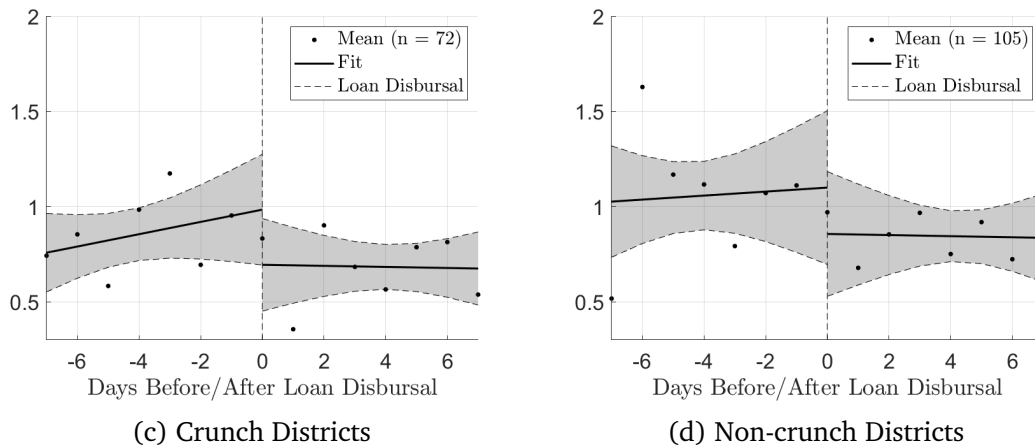 2
1.5
1
0.5
Mean (n = 72)
Fit
Loan Disbursal
-6 -4 -2 0 2 4 6
Days Before/After Loan Disbursal
(c) Crunch Districts
2
1.5
1
0.5
Mean (n = 105)
Fit
Loan Disbursal
-6 -4 -2 0 2 4 6
Days Before/After Loan Disbursal
(d) Non-crunch Districts